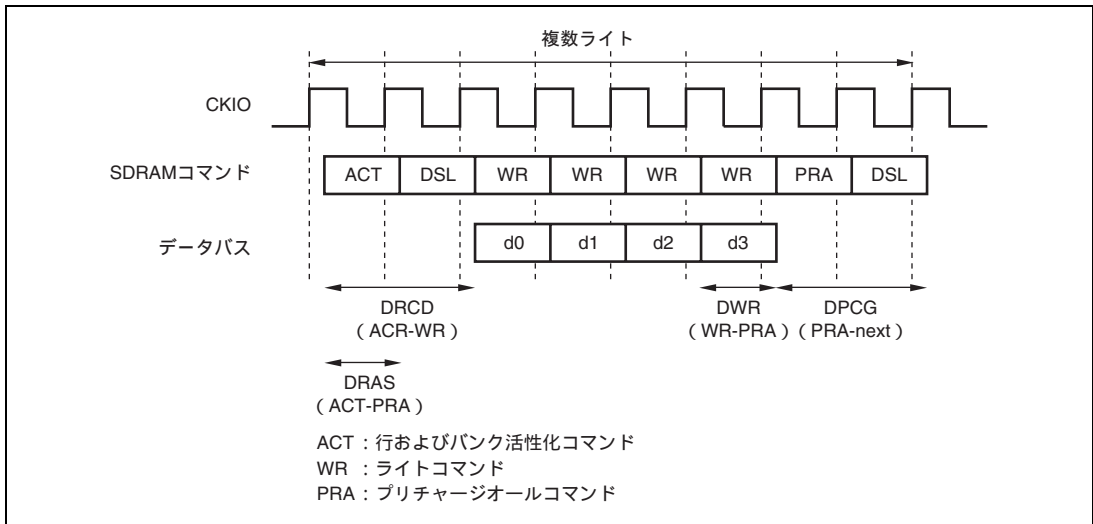 複数ライト
CKIO
SDRAMコマンド
ACT DSL WR WR WR WR PRA DSL
データバス
d0 d1 d2 d3
DRCD
（ACR-WR）
DWR
（WR-PRA）
DPCG
（PRA-next）
DRAS
（ACT-PRA）
ACT：行およびバンク活性化コマンド
WR ：ライトコマンド
PRA：プリチャージオールコマンド